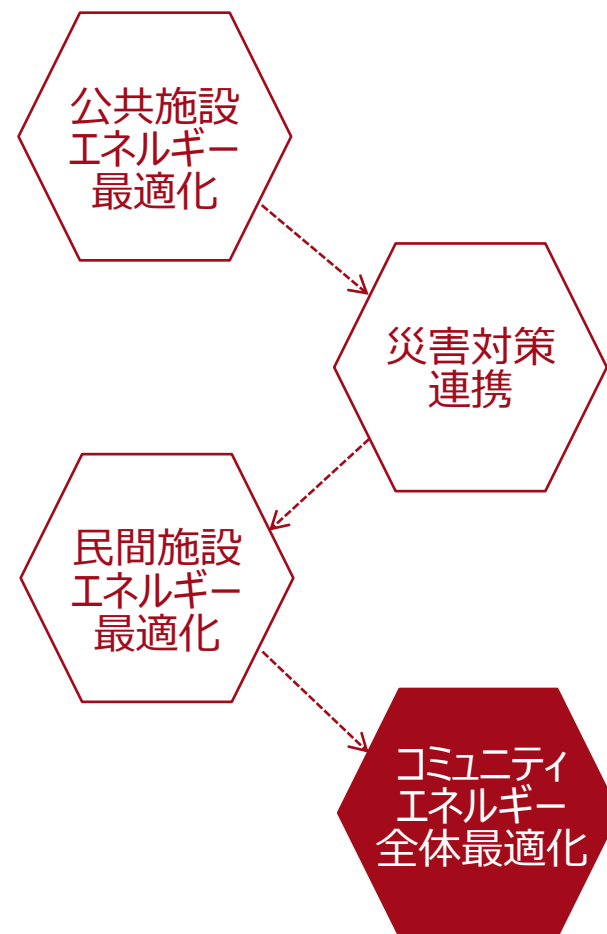 公共施設
エネルギー
最適化
災害対策
連携
民間施設
エネルギー
最適化
コミュニティ
エネルギー
全体最適化